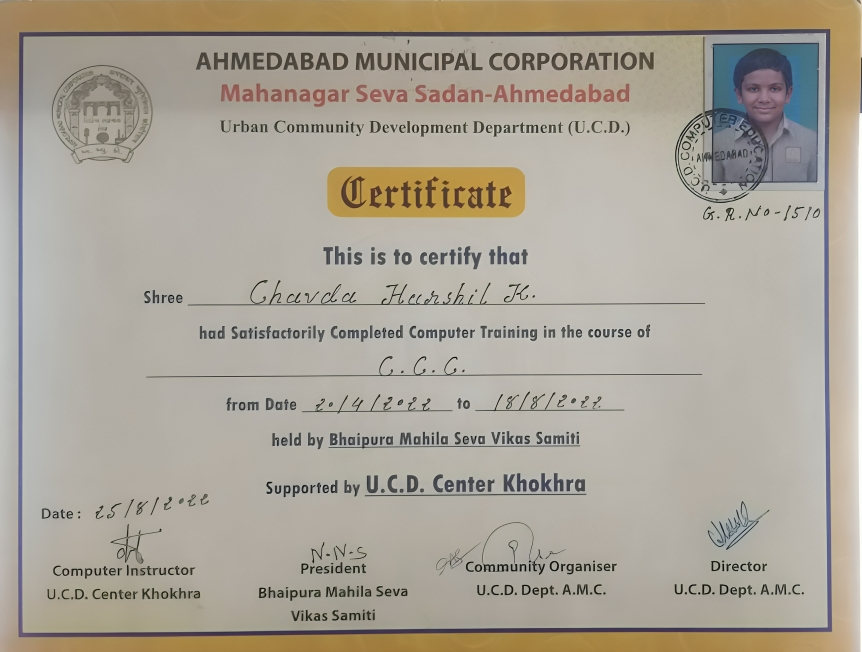 AHMEDABAD MUNICIPAL CORPORATION
Mahanagar Seva Sadan-Ahmedabad
Urban Community Development Department (U.C.D.)
AHMEDABAD MUNICIPAL CORPORATION
U.C.D. COMPUTER EDUCATION
AHMEDABAD
G.R.No-1510
Certificate
This is to certify that
Shree Chavda Harshil K.
had Satisfactorily Completed Computer Training in the course of
C.C.C.
from Date 20/4/2022 to 18/8/2022
held by Bhaipura Mahila Seva Vikas Samiti
Supported by U.C.D. Center Khokhra
Date : 25/8/2022
N.N.S
Computer Instructor
U.C.D. Center Khokhra
President
Bhaipura Mahila Seva
Vikas Samiti
Community Organiser
U.C.D. Dept. A.M.C.
Director
U.C.D. Dept. A.M.C.